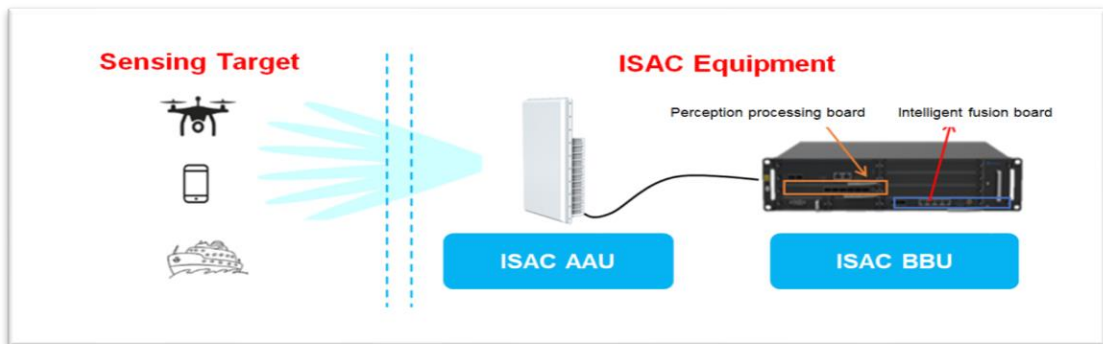 Sensing Target
ISAC Equipment
Perception processing board
Intelligent fusion board
ISAC AAU
ISAC BBU